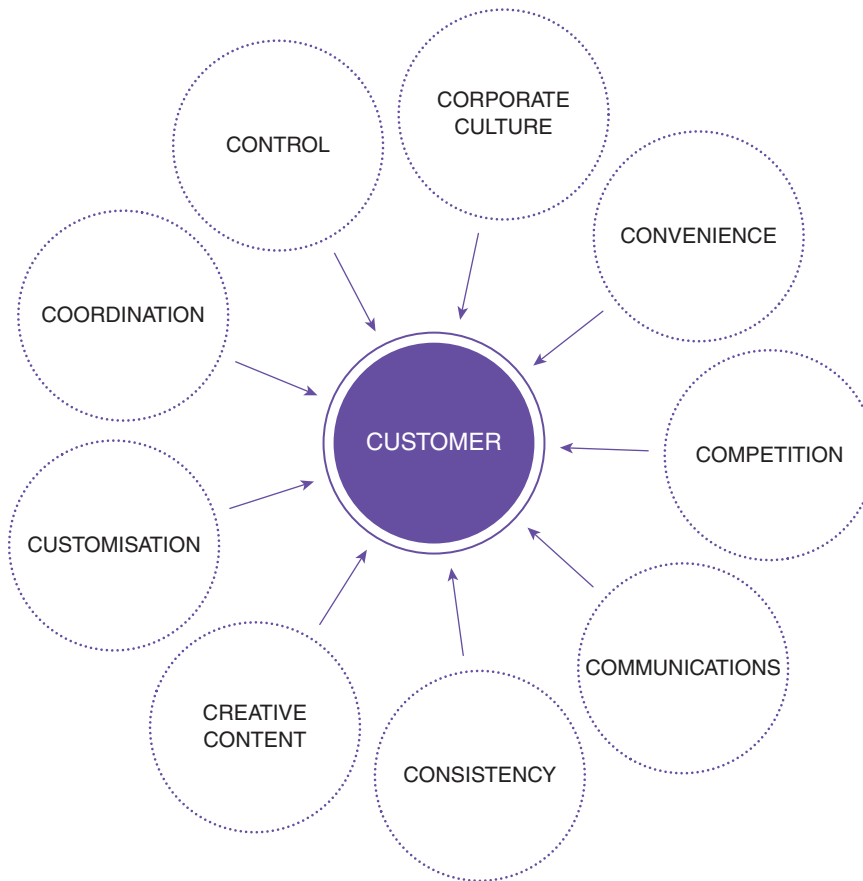 CORPORATE
CULTURE
CONTROL
CONVENIENCE
COORDINATION
CUSTOMER
COMPETITION
CUSTOMISATION
COMMUNICATIONS
CREATIVE
CONTENT
CONSISTENCY